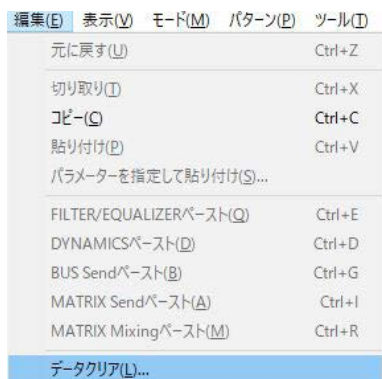 編集(E) 表示(V) モード(M) パターン(P) ツール(T)
元に戻す(U) Ctrl+Z
切り取り(T) Ctrl+X
コピー(C) Ctrl+C
貼り付け(P) Ctrl+V
パラメーターを指定して貼り付け(S)...
FILTER/EQUALIZERペースト(Q) Ctrl+E
DYNAMICSペースト(D) Ctrl+D
BUS Sendペースト(B) Ctrl+G
MATRIX Sendペースト(A) Ctrl+I
MATRIX Mixingペースト(M) Ctrl+R
データクリア(L)...